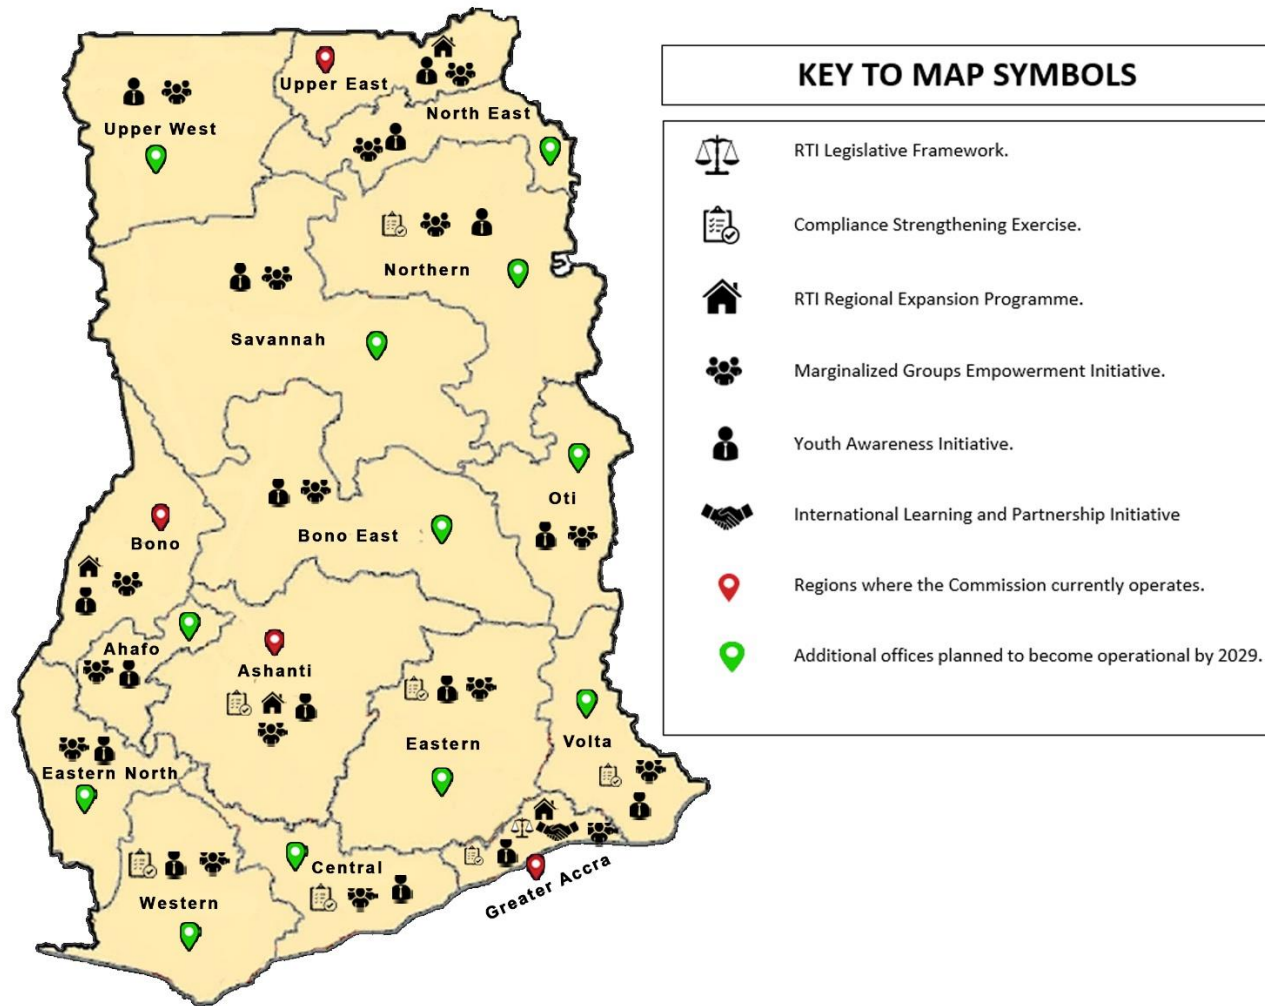 KEY TO MAP SYMBOLS
RTI Legislative Framework.
Compliance Strengthening Exercise.
RTI Regional Expansion Programme.
Marginalized Groups Empowerment Initiative.
Youth Awareness Initiative.
International Learning and Partnership Initiative
Regions where the Commission currently operates.
Additional offices planned to become operational by 2029.
Upper East
North East
Upper West
Northern
Savannah
Oti
Bono East
Bono
Ahafo
Ashanti
Eastern
Volta
Eastern North
Central
Western
Greater Accra